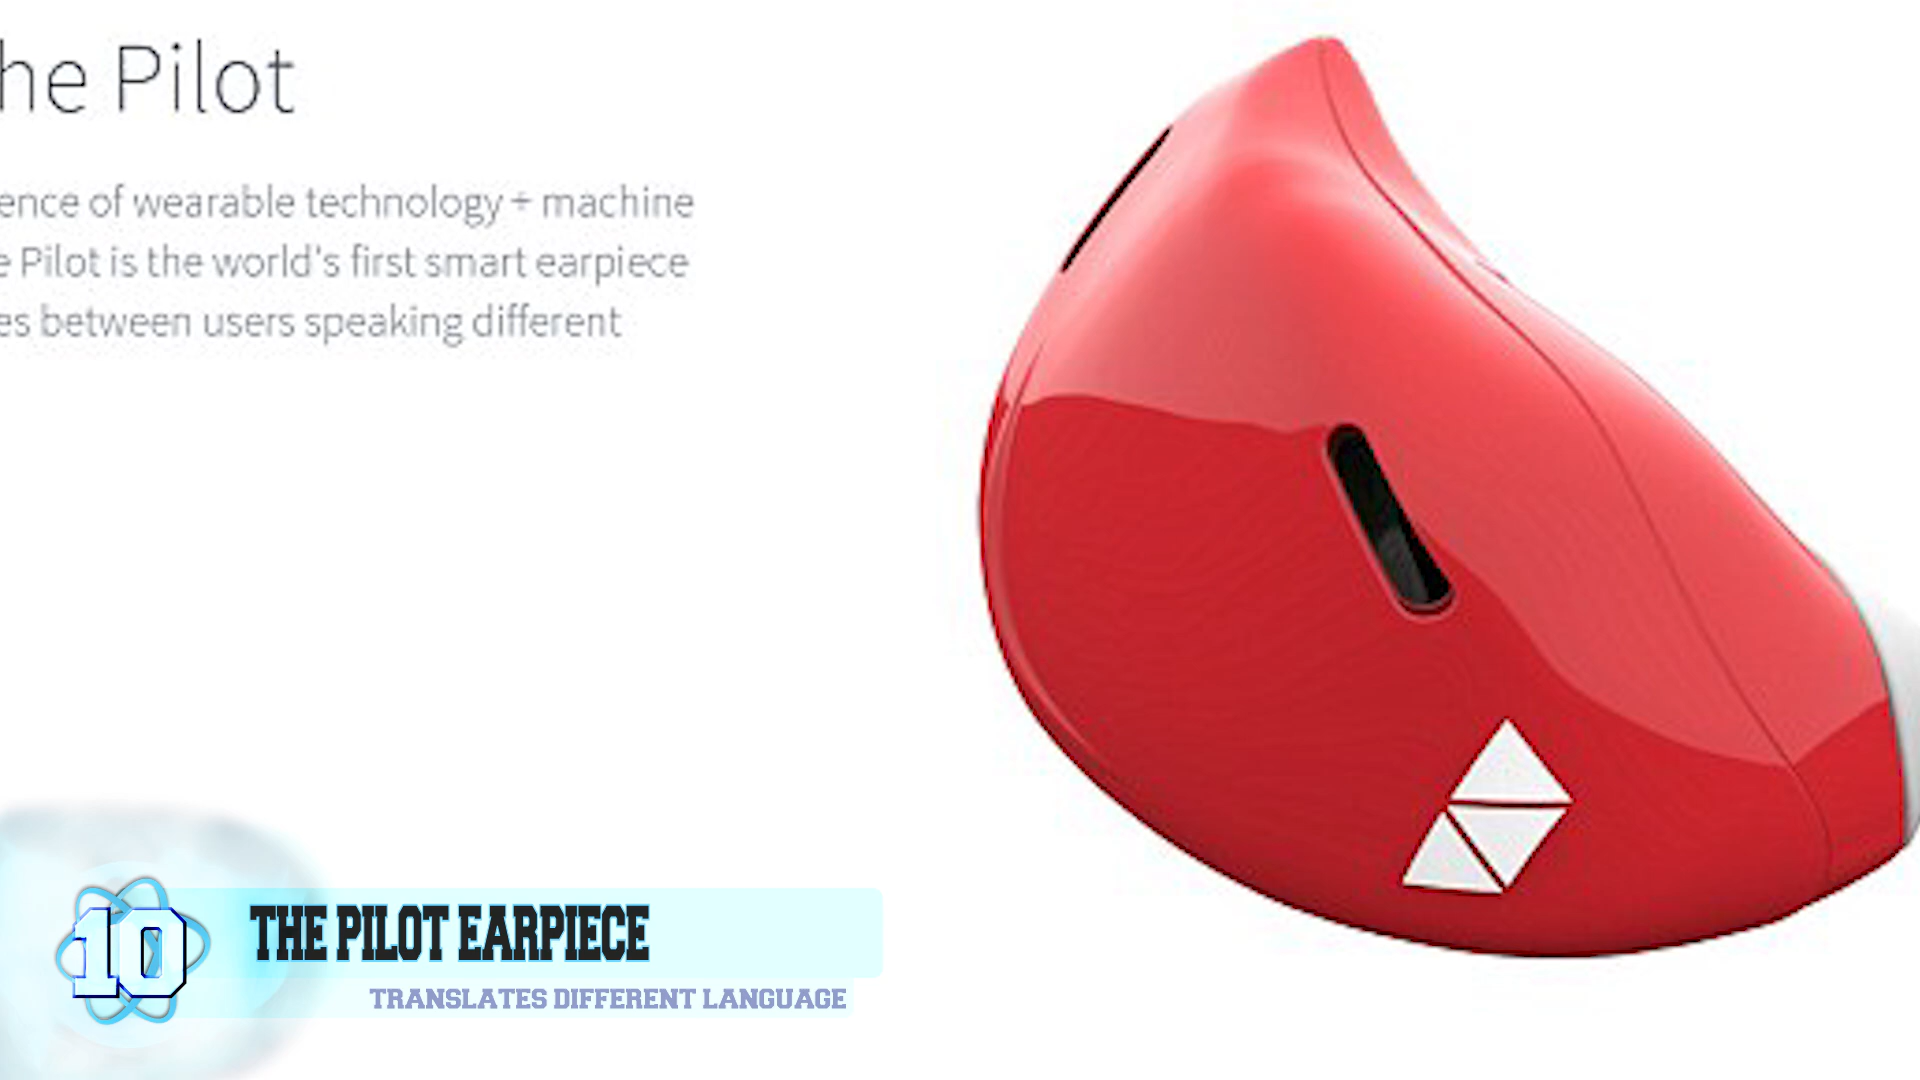 he Pilot
ence of wearable technology + machine
e Pilot is the world's first smart earpiece
es between users speaking different
10
THE PILOT EARPIECE
TRANSLATES DIFFERENT LANGUAGE